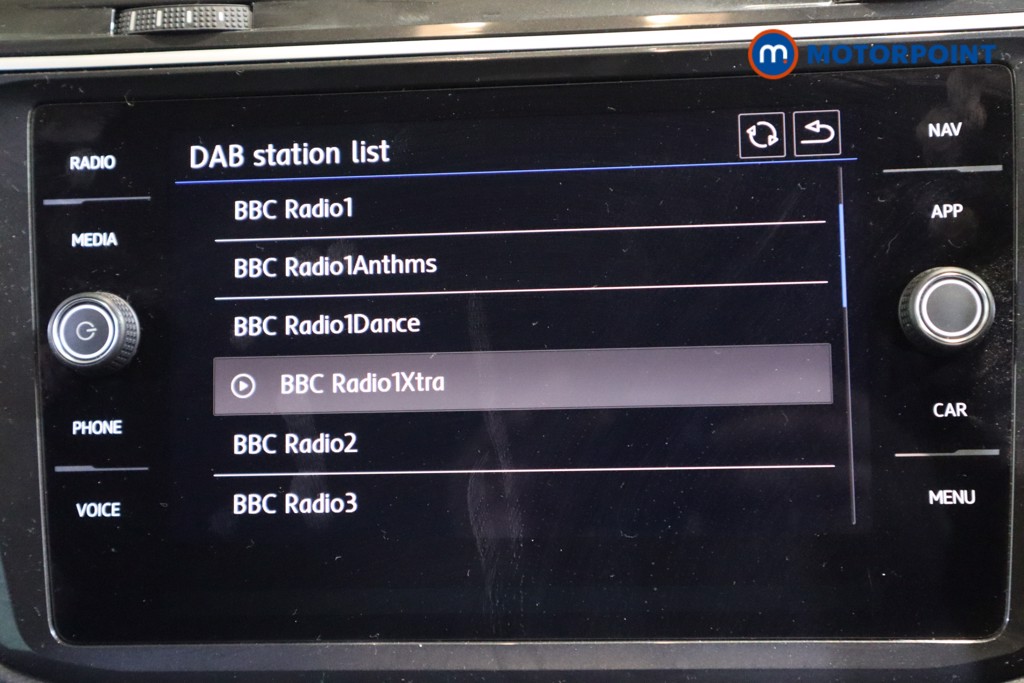 m MOTORPOINT
NAV
RADIO
DAB station list
APP
MEDIA
BBC Radio1
BBC Radio1Anthms
BBC Radio1Dance
BBC Radio1Xtra
BBC Radio2
BBC Radio3
PHONE
CAR
VOICE
MENU